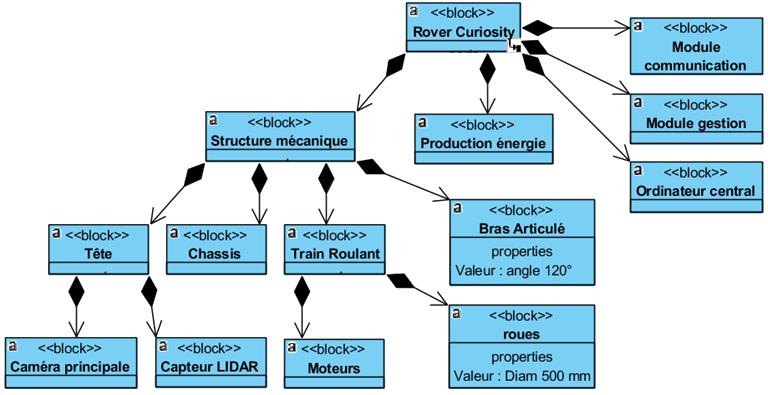 a <<block>>
Rover Curiosity
a <<block>>
Module
communication
a <<block>>
Module gestion
a <<block>>
Ordinateur central
a <<block>>
Structure mécanique
a <<block>>
Production énergie
a <<block>>
Tête
a <<block>>
Chassis
a <<block>>
Train Roulant
a <<block>>
Bras Articulé
properties
Valeur : angle 120°
a <<block>>
Caméra principale
a <<block>>
Capteur LIDAR
a <<block>>
Moteurs
a <<block>>
roues
properties
Valeur : Diam 500 mm